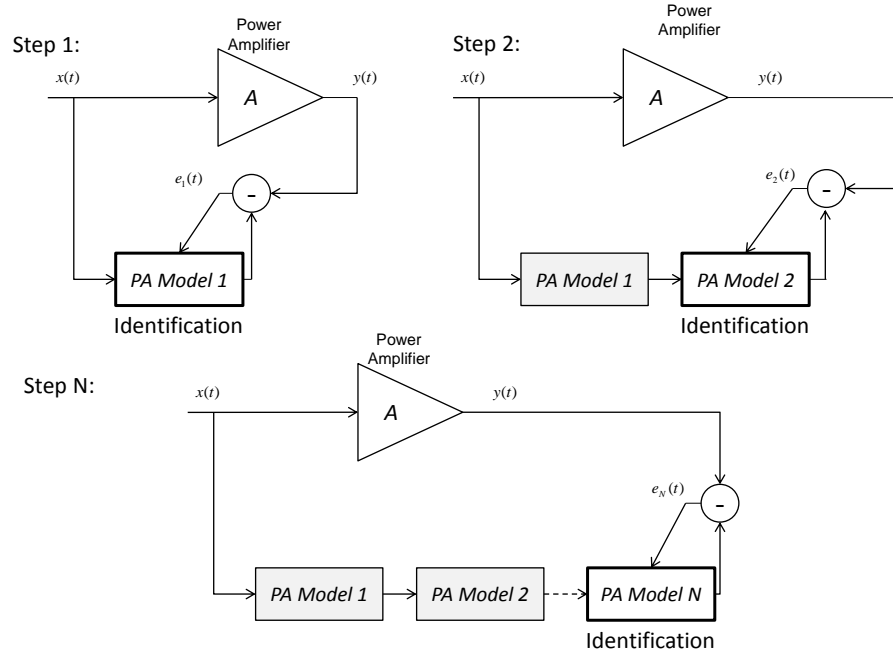 Step 1:
Power
Amplifier
x(t)
A
y(t)
e₁(t)
-
PA Model 1
Identification
Step 2:
Power
Amplifier
x(t)
A
y(t)
e₂(t)
-
PA Model 1
PA Model 2
Identification
Step N:
Power
Amplifier
x(t)
A
y(t)
e_N(t)
-
PA Model 1
PA Model 2
PA Model N
Identification